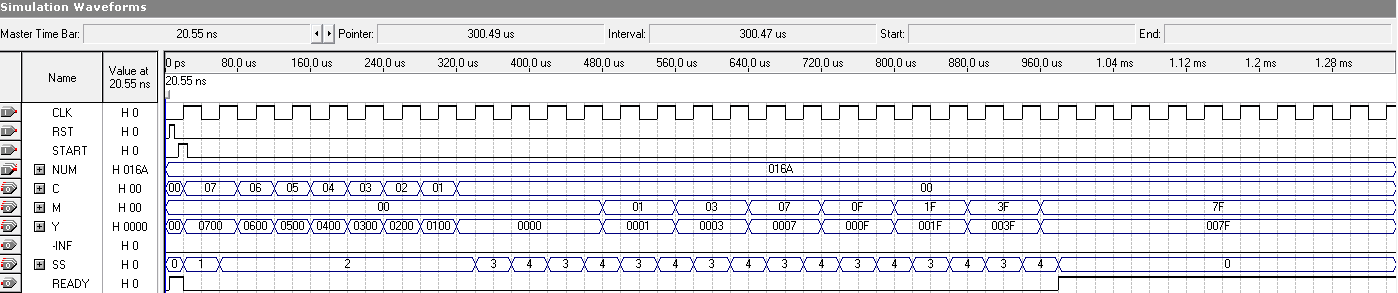 Simulation Waveforms
Master Time Bar: 20.55 ns Pointer: 300.49 us Interval: 300.47 us Start: End:
Name Value at 20.55 ns 0 ps 80.0 us 160.0 us 240.0 us 320.0 us 400.0 us 480.0 us 560.0 us 640.0 us 720.0 us 800.0 us 880.0 us 960.0 us 1.04 ms 1.12 ms 1.2 ms 1.28 ms
20.55 ns
CLK H 0
RST H 0
START H 0
NUM H 016A 016A
C H 00 00 07 06 05 04 03 02 01 00
M H 00 00 01 03 07 0F 1F 3F 7F
Y H 0000 00 0700 0600 0500 0400 0300 0200 0100 0000 0001 0003 0007 000F 001F 003F 007F
-INF H 0
SS H 0 0 1 2 3 4 3 4 3 4 3 4 3 4 3 4 3 4 3 4 0
READY H 0